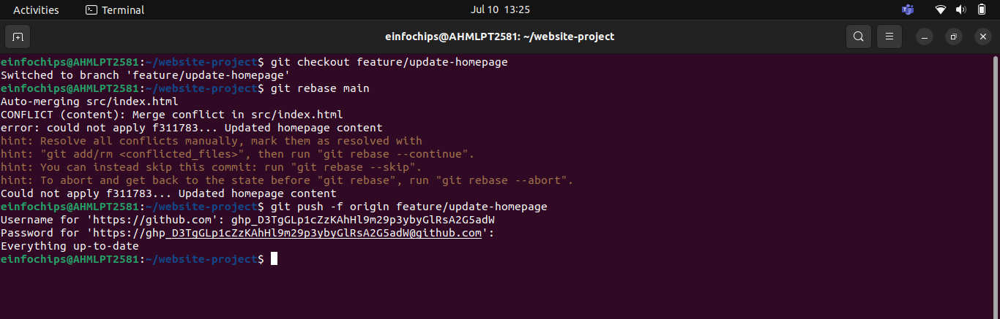 Activities
Terminal
Jul 10 13:25
einfochips@AHMLPT2581: ~/website-project
einfochips@AHMLPT2581:~/website-project$ git checkout feature/update-homepage
Switched to branch 'feature/update-homepage'
einfochips@AHMLPT2581:~/website-project$ git rebase main
Auto-merging src/index.html
CONFLICT (content): Merge conflict in src/index.html
error: could not apply f311783... Updated homepage content
hint: Resolve all conflicts manually, mark them as resolved with
hint: "git add/rm <conflicted_files>", then run "git rebase --continue".
hint: You can instead skip this commit: run "git rebase --skip".
hint: To abort and get back to the state before "git rebase", run "git rebase --abort".
Could not apply f311783... Updated homepage content
einfochips@AHMLPT2581:~/website-project$ git push -f origin feature/update-homepage
Username for 'https://github.com': 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
Password for 'https://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@github.com':
Everything up-to-date
einfochips@AHMLPT2581:~/website-project$